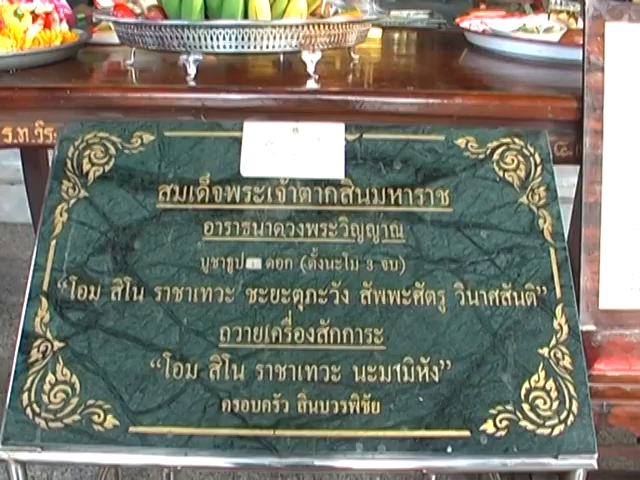 ร.ท.วิระ
สมเด็จพระเจ้าตากสินมหาราช
อาราธนาดวงพระวิญญาณ
บูชาธูป ดอก (ตั้งนะโม 3 จบ)
“โอม สิโน ราชาเทวะ ชะยะตุภะวัง สัพพะศัตรู วินาศสันติ”
ถวายเครื่องสักการะ
“โอม สิโน ราชาเทวะ นะมามิหัง”
ครอบครัว สินบวรพิชัย